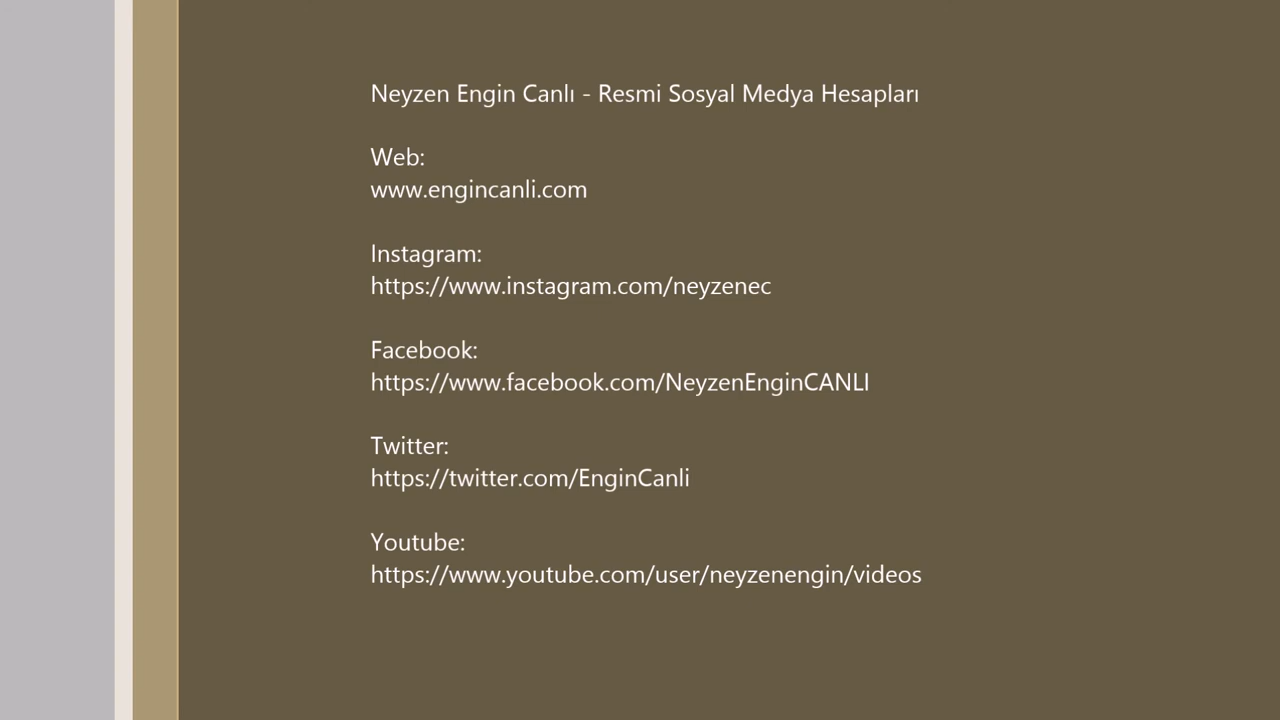 Neyzen Engin Canlı - Resmi Sosyal Medya Hesapları
Web:
www.engincanli.com
Instagram:
https://www.instagram.com/neyzenec
Facebook:
https://www.facebook.com/NeyzenEnginCANLI
Twitter:
https://twitter.com/EnginCanli
Youtube:
https://www.youtube.com/user/neyzenengin/videos